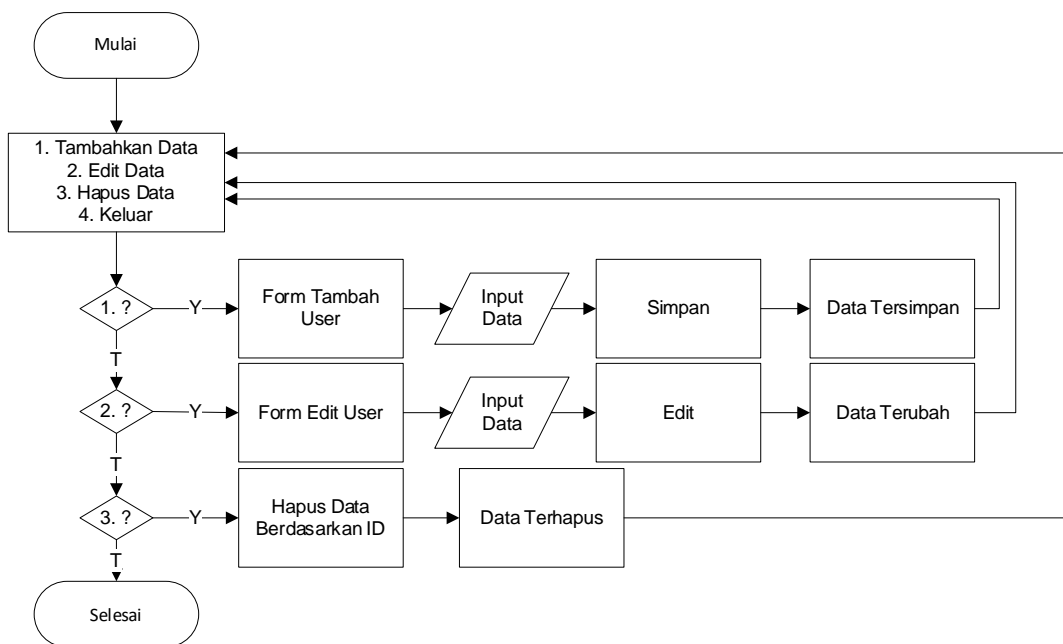 Mulai
1. Tambahkan Data
2. Edit Data
3. Hapus Data
4. Keluar
1. ?
Y
Form Tambah
User
Input
Data
Simpan
Data Tersimpan
T
2. ?
Y
Form Edit User
Input
Data
Edit
Data Terubah
T
3. ?
Y
Hapus Data
Berdasarkan ID
Data Terhapus
T
Selesai